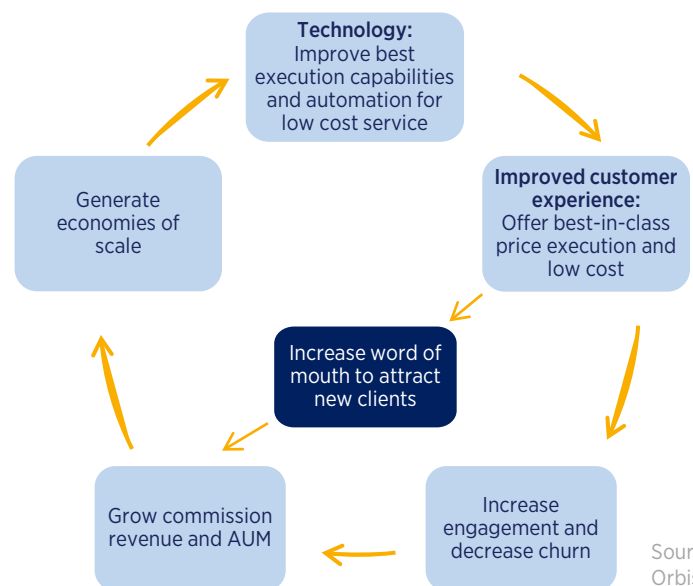 Technology:
Improve best
execution capabilities
and automation for
low cost service
Improved customer
experience:
Offer best-in-class
price execution and
low cost
Generate
economies of
scale
Increase word of
mouth to attract
new clients
Grow commission
revenue and AUM
Increase
engagement and
decrease churn